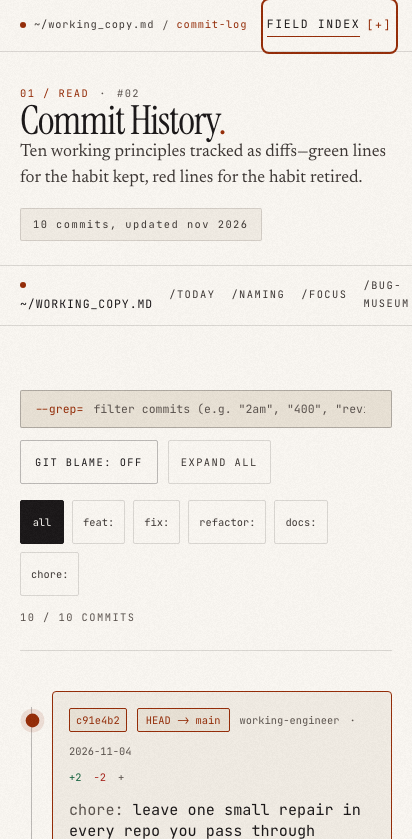 ~/working_copy.md / commit-log FIELD INDEX [+]
01 / READ · #02
Commit History.
Ten working principles tracked as diffs—green lines
for the habit kept, red lines for the habit retired.
10 commits, updated nov 2026
~/WORKING_COPY.MD /TODAY /NAMING /FOCUS /BUG-
MUSEUM
--grep= filter commits (e.g. "2am", "400", "rev:
GIT BLAME: OFF EXPAND ALL
all feat: fix: refactor: docs:
chore:
10 / 10 COMMITS
c91e4b2 HEAD → main working-engineer ·
2026-11-04
+2 -2 +
chore: leave one small repair in
every repo you pass through